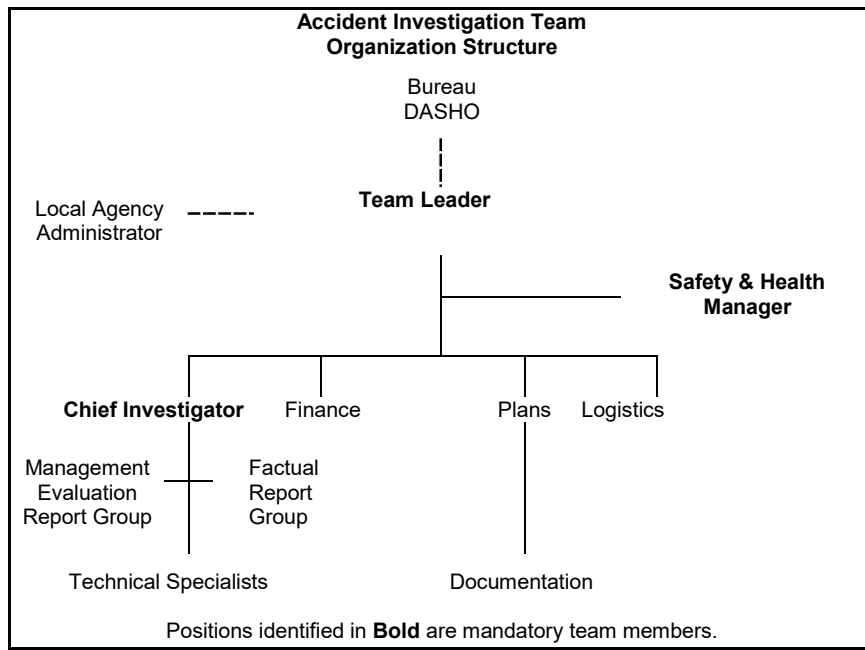 Accident Investigation Team
Organization Structure
Bureau
DASHO
Team Leader
Local Agency
Administrator
Safety & Health
Manager
Chief Investigator
Finance
Plans
Logistics
Management
Evaluation
Report Group
Factual
Report
Group
Technical Specialists
Documentation
Positions identified in Bold are mandatory team members.